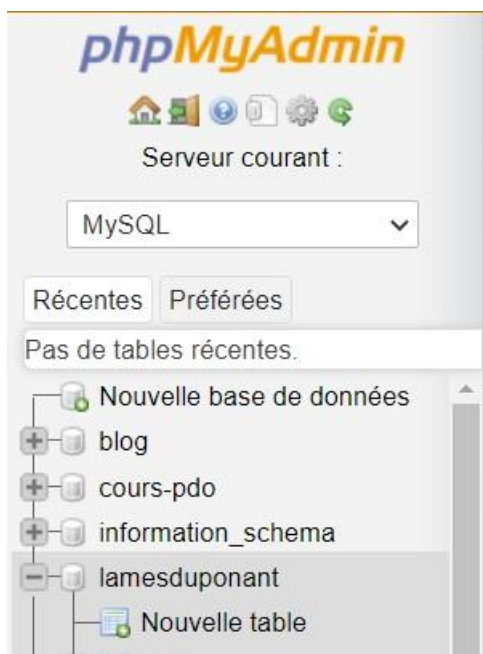 phpMyAdmin
Serveur courant :
MySQL
Récentes Préférées
Pas de tables récentes.
Nouvelle base de données
blog
cours-pdo
information_schema
lamesduponant
Nouvelle table